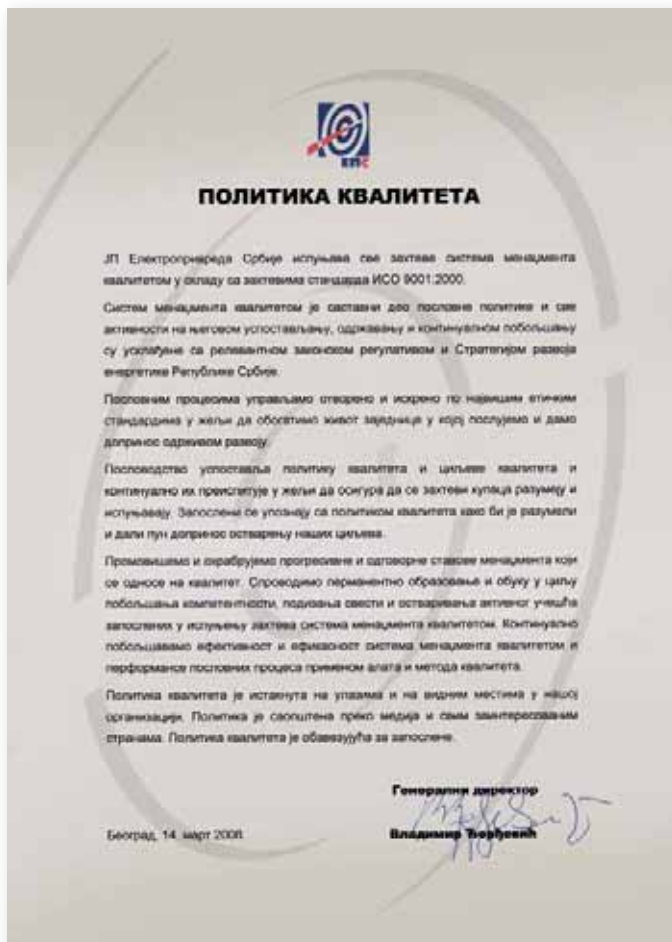 ЕПС
ПОЛИТИКА КВАЛИТЕТА
ЈП Електропривреда Србије испуњава све захтеве система менаџмента
квалитетом у складу са захтевима стандарда ИСО 9001:2000.
Систем менаџмента квалитетом је саставни део пословне политике и све
активности на његовом успостављању, одржавању и континуалном побољшању
су усклађене са релевантном законском регулативом и Стратегијом развоја
енергетике Републике Србије.
Пословним процесима управљамо отворено и искрено по највишим етичким
стандардима у жељи да обогатимо живот заједнице у којој послујемо и дамо
допринос одрживом развоју.
Пословодство успоставља политику квалитета и циљеве квалитета и
континуално их преиспитује у жељи да осигура да се захтеви купаца разумеју и
испуњавају. Запослени се упознају са политиком квалитета како би је разумели
и дали пун допринос остварењу наших циљева.
Промовишемо и охрабрујемо прогресивне и одговорне ставове менаџмента који
се односе на квалитет. Спроводимо перманентно образовање и обуку у циљу
побољшања компетентности, подизања свести и остваривања активног учешћа
запослених у испуњењу захтева система менаџмента квалитетом. Континуално
побољшавамо ефективност и ефикасност система менаџмента квалитетом и
перформансе пословних процеса применом алата и метода квалитета.
Политика квалитета је истакнута на улазима и на видним местима у нашој
организацији. Политика је саопштена преко медија и свим заинтересованим
странама. Политика квалитета је обавезујућа за запослене.
Генерални директор
Београд, 14. март 2008.
Владимир Ђорђевић